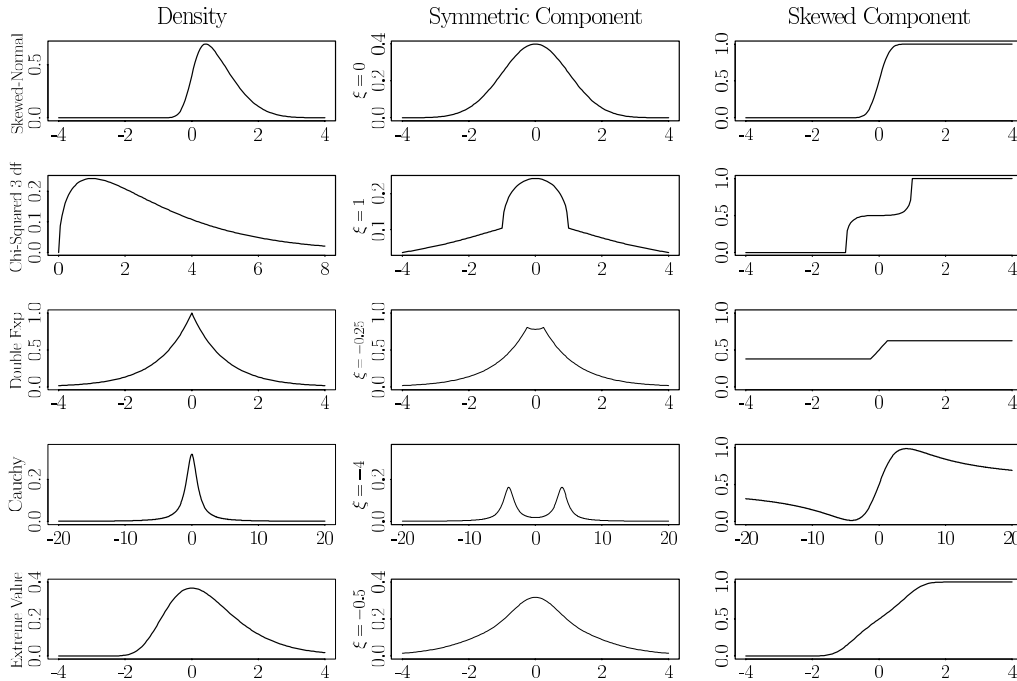 Density Symmetric Component Skewed Component
Skewed-Normal
0.0 0.5
-4 -2 0 2 4
ξ = 0
0.0 0.2 0.4
-4 -2 0 2 4
0.0 0.5 1.0
-4 -2 0 2 4
Chi-Squared 3 df
0.0 0.1 0.2
0 2 4 6 8
ξ = 1
0.1 0.2
-4 -2 0 2 4
0.0 0.5 1.0
-4 -2 0 2 4
Double Exp
0.0 0.5 1.0
-4 -2 0 2 4
ξ = -0.25
0.0 0.5 1.0
-4 -2 0 2 4
0.0 0.5 1.0
-4 -2 0 2 4
Cauchy
0.0 0.2
-20 -10 0 10 20
ξ = -4
0.0 0.2
-20 -10 0 10 20
0.0 0.5 1.0
-20 -10 0 10 20
Extreme Value
0.0 0.2 0.4
-4 -2 0 2 4
ξ = -0.5
0.0 0.2 0.4
-4 -2 0 2 4
0.0 0.5 1.0
-4 -2 0 2 4